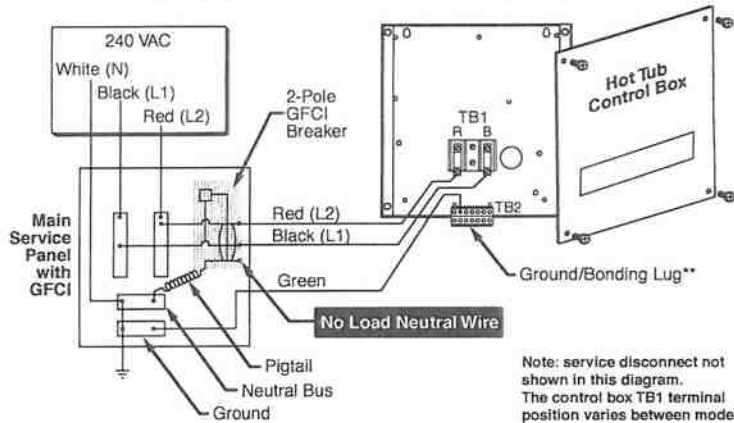 240 VAC
White (N)
Black (L1)
Red (L2)
2-Pole
GFCI
Breaker
TB1
R B
Hot Tub
Control Box
Main
Service
Panel
with
GFCI
Red (L2)
Black (L1)
Green
TB2
Ground/Bonding Lug**
No Load Neutral Wire
Pigtail
Neutral Bus
Ground
Note: service disconnect not
shown in this diagram.
The control box TB1 terminal
position varies between mode